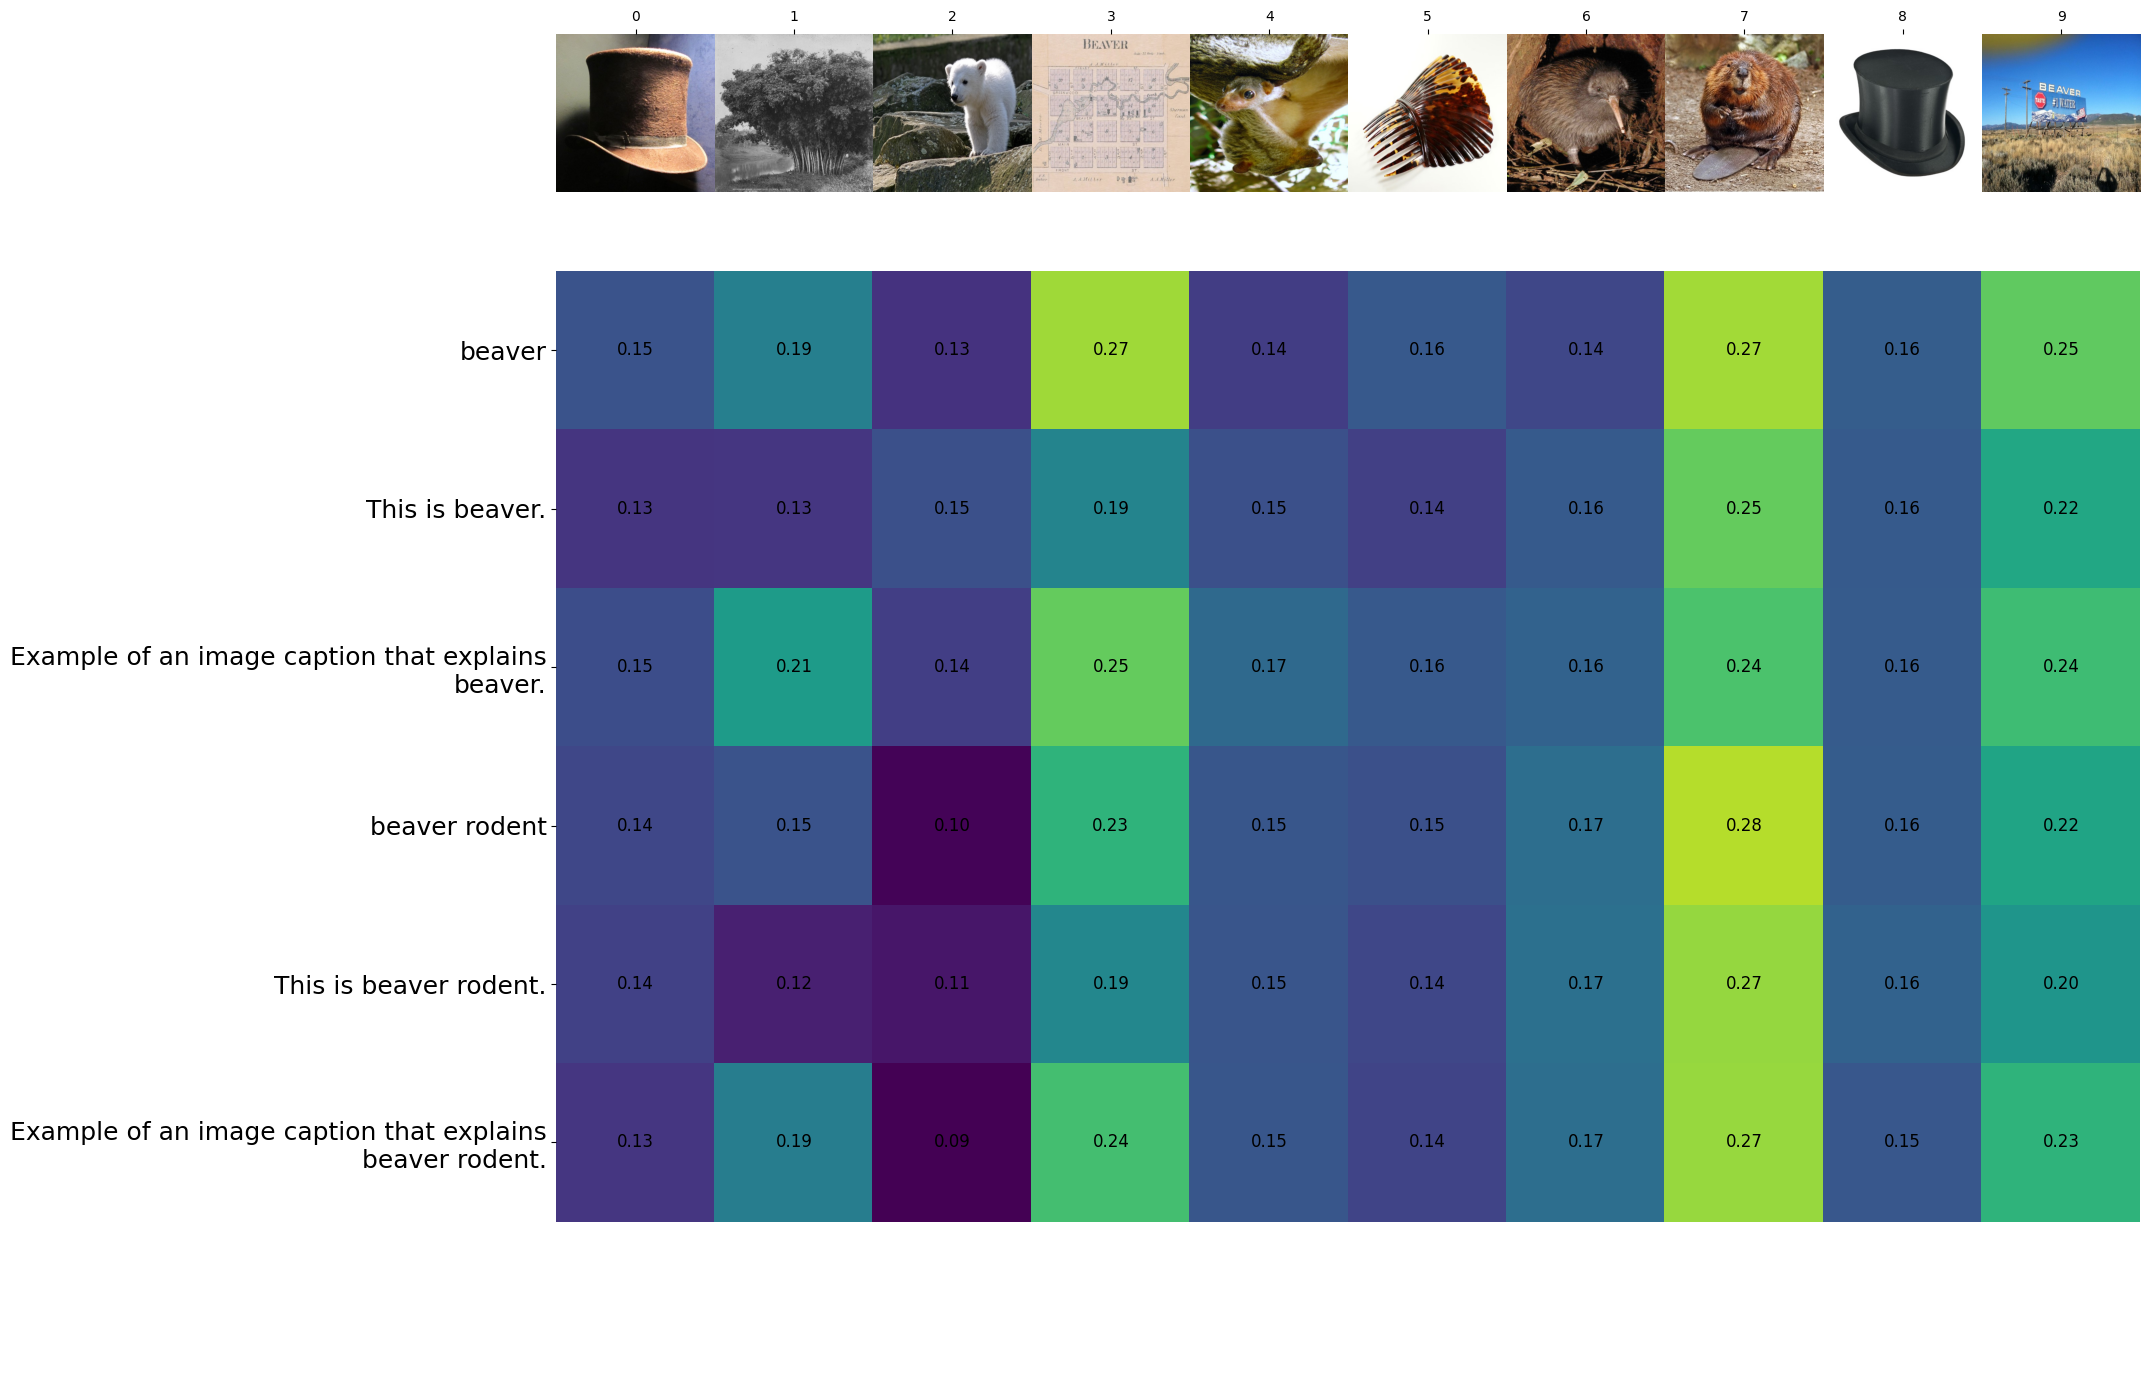 0 1 2 3 4 5 6 7 8 9
BEAVER
BEAVER
beaver 0.15 0.19 0.13 0.27 0.14 0.16 0.14 0.27 0.16 0.25
This is beaver. 0.13 0.13 0.15 0.19 0.15 0.14 0.16 0.25 0.16 0.22
Example of an image caption that explains
beaver. 0.15 0.21 0.14 0.25 0.17 0.16 0.16 0.24 0.16 0.24
beaver rodent 0.14 0.15 0.10 0.23 0.15 0.15 0.17 0.28 0.16 0.22
This is beaver rodent. 0.14 0.12 0.11 0.19 0.15 0.14 0.17 0.27 0.16 0.20
Example of an image caption that explains
beaver rodent. 0.13 0.19 0.09 0.24 0.15 0.14 0.17 0.27 0.15 0.23